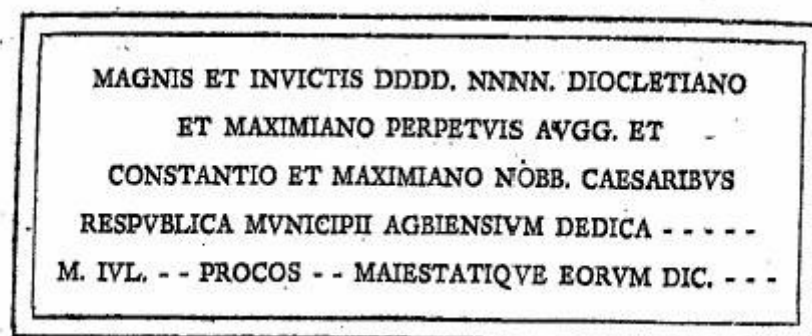 MAGNIS ET INVICTIS DDDD. NNNN. DIOCLETIANO
ET MAXIMIANO PERPETVIS AVGG. ET
CONSTANTIO ET MAXIMIANO NOBB. CAESARIBVS
RESPVBLICA MVNICIPII AGBIENSIVM DEDICA - - - - -
M. IVL. - - PROCOS - - MAIESTATIQVE EORVM DIC. - - -